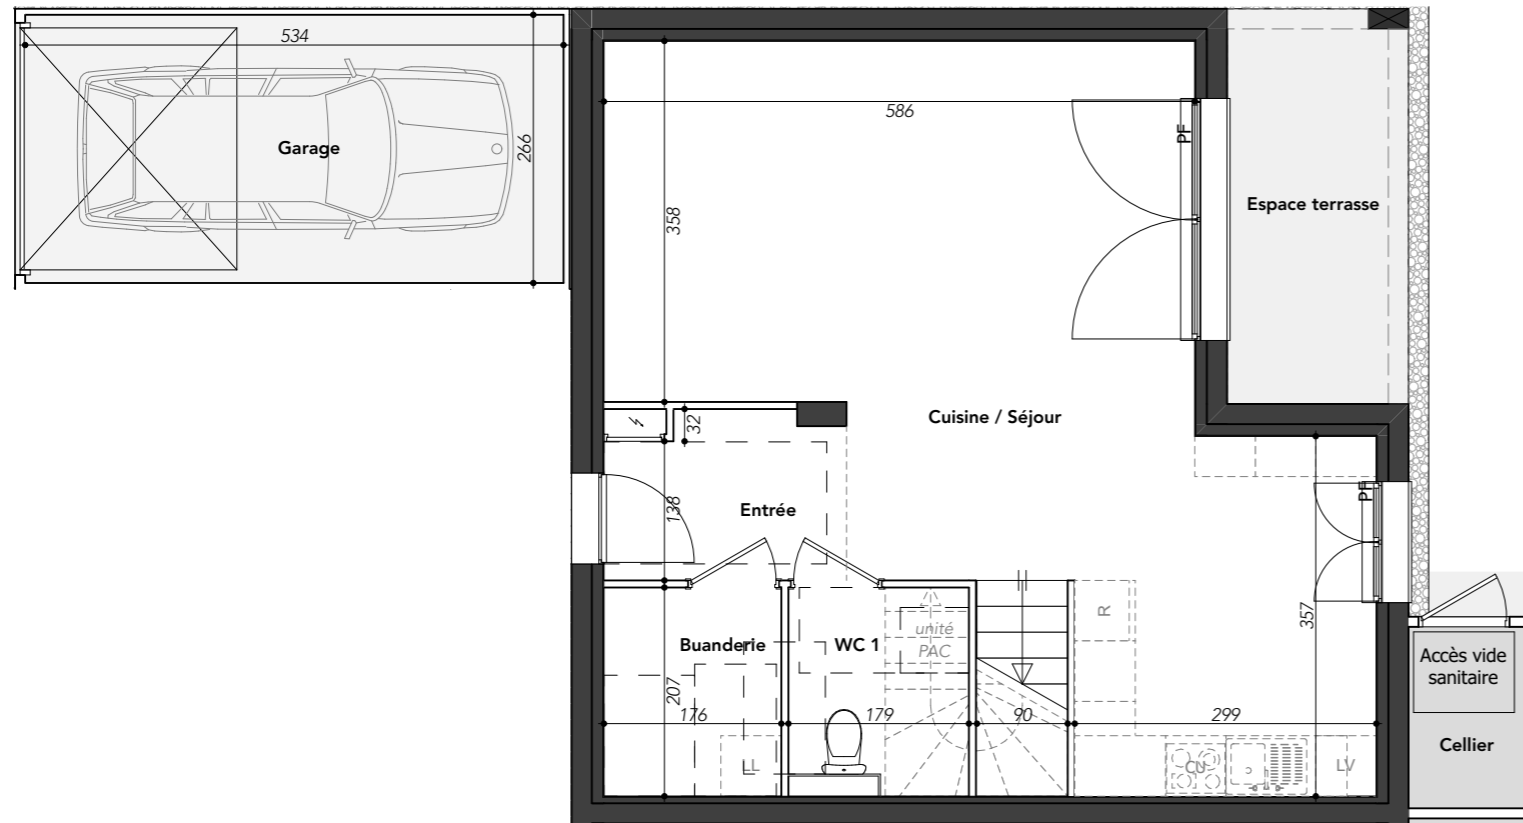 534
Garage
266
586
PF
358
Espace terrasse
Cuisine / Séjour
32
138
Entrée
PF
357
R
Buanderie
WC 1
unité
PAC
207
176
179
90
299
LL
CU
LV
Accès vide
sanitaire
Cellier